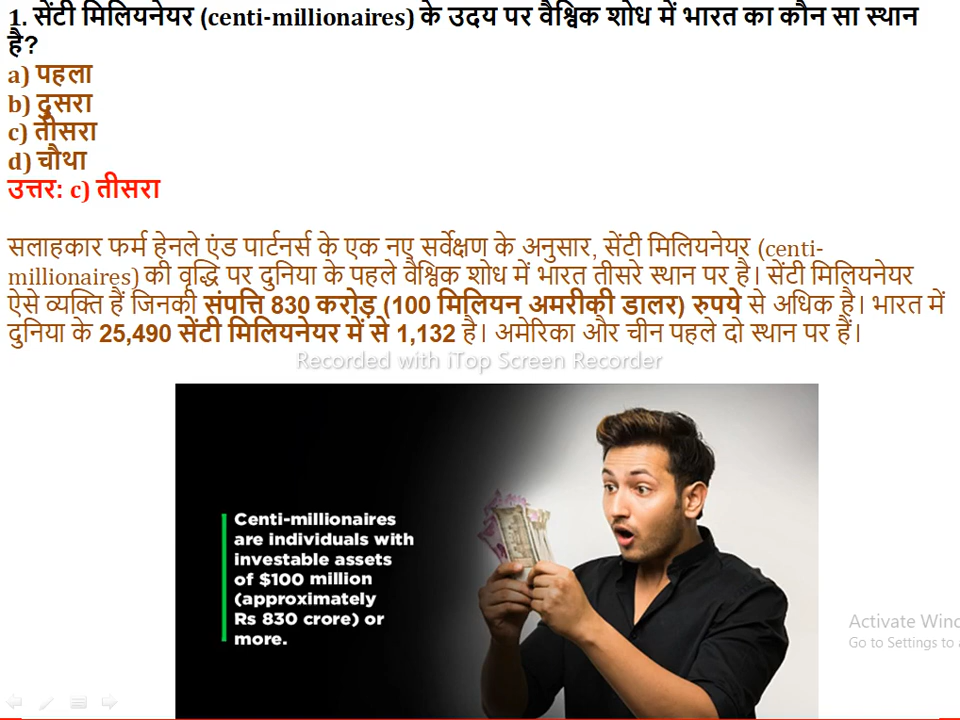 1. सेंटी मिलियनेयर (centi-millionaires) के उदय पर वैश्विक शोध में भारत का कौन सा स्थान
है?
a) पहला
b) दुसरा
c) तीसरा
d) चौथा
उत्तर: c) तीसरा
सलाहकार फर्म हेनले एंड पार्टनर्स के एक नए सर्वेक्षण के अनुसार, सेंटी मिलियनेयर (centi-
millionaires) की वृद्धि पर दुनिया के पहले वैश्विक शोध में भारत तीसरे स्थान पर है। सेंटी मिलियनेयर
ऐसे व्यक्ति हैं जिनकी संपत्ति 830 करोड़ (100 मिलियन अमरीकी डालर) रुपये से अधिक है। भारत में
दुनिया के 25,490 सेंटी मिलियनेयर में से 1,132 है। अमेरिका और चीन पहले दो स्थान पर हैं।
Recorded with iTop Screen Recorder
Centi-millionaires
are individuals with
investable assets
of $100 million
(approximately
Rs 830 crore) or
more.
Activate Wind
Go to Settings to a